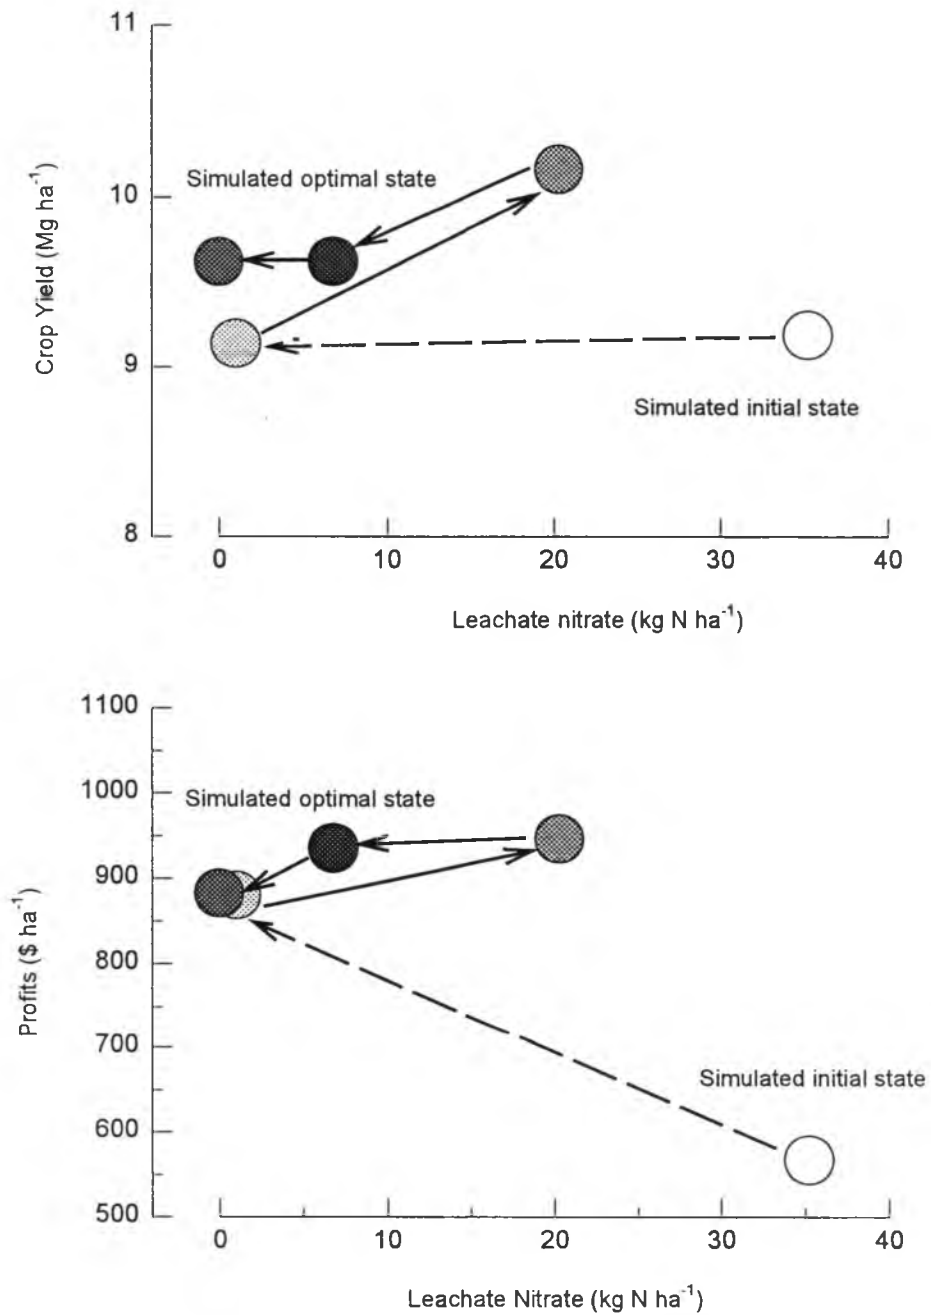 11
10
9
8
Crop Yield (Mg ha⁻¹)
Simulated optimal state
Simulated initial state
0 10 20 30 40
Leachate nitrate (kg N ha⁻¹)
1100
1000
900
800
700
600
500
Profits ($ ha⁻¹)
Simulated optimal state
Simulated initial state
0 10 20 30 40
Leachate Nitrate (kg N ha⁻¹)